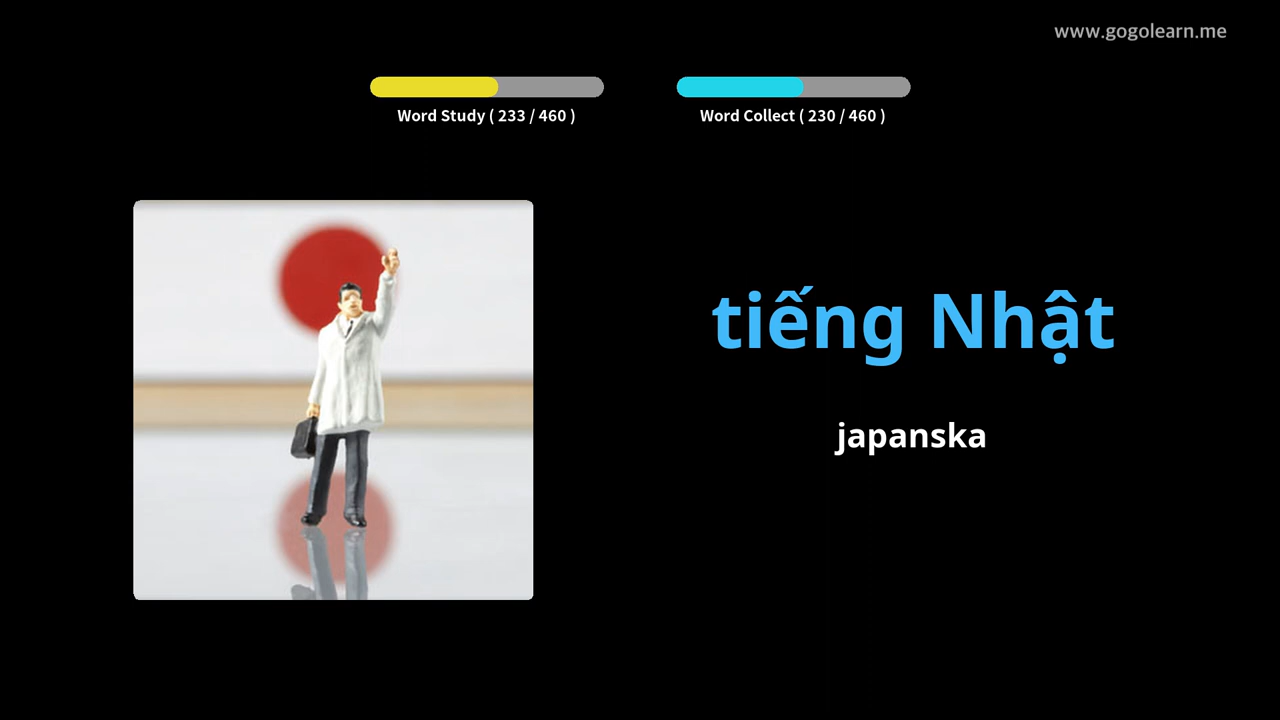 www.gogolearn.me
Word Study ( 233 / 460 )
Word Collect ( 230 / 460 )
tiếng Nhật
japanska